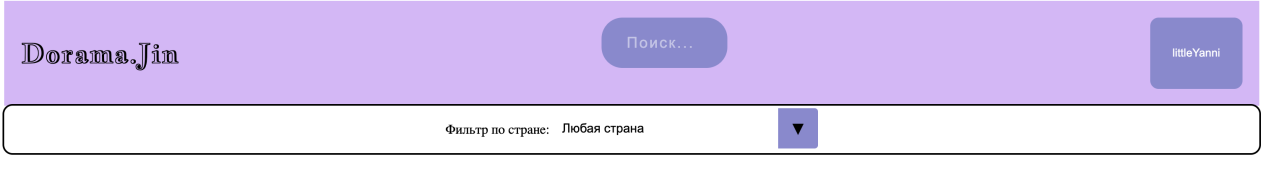 Dorama.Jin
Поиск...
littleYanni
Фильтр по стране: Любая страна ▼